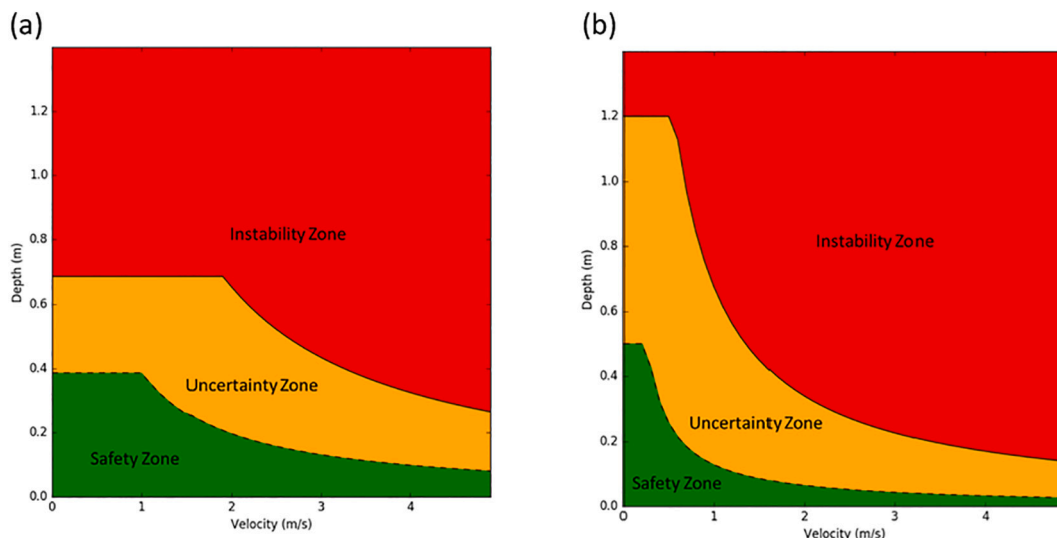 (a)
1.2
1.0
0.8
0.6
0.4
0.2
0.0
Depth (m)
Instability Zone
Uncertainty Zone
Safety Zone
0 1 2 3 4
Velocity (m/s)
(b)
1.2
1.0
0.8
0.6
0.4
0.2
0.0
Depth (m)
Instability Zone
Uncertainty Zone
Safety Zone
0 1 2 3 4
Velocity (m/s)